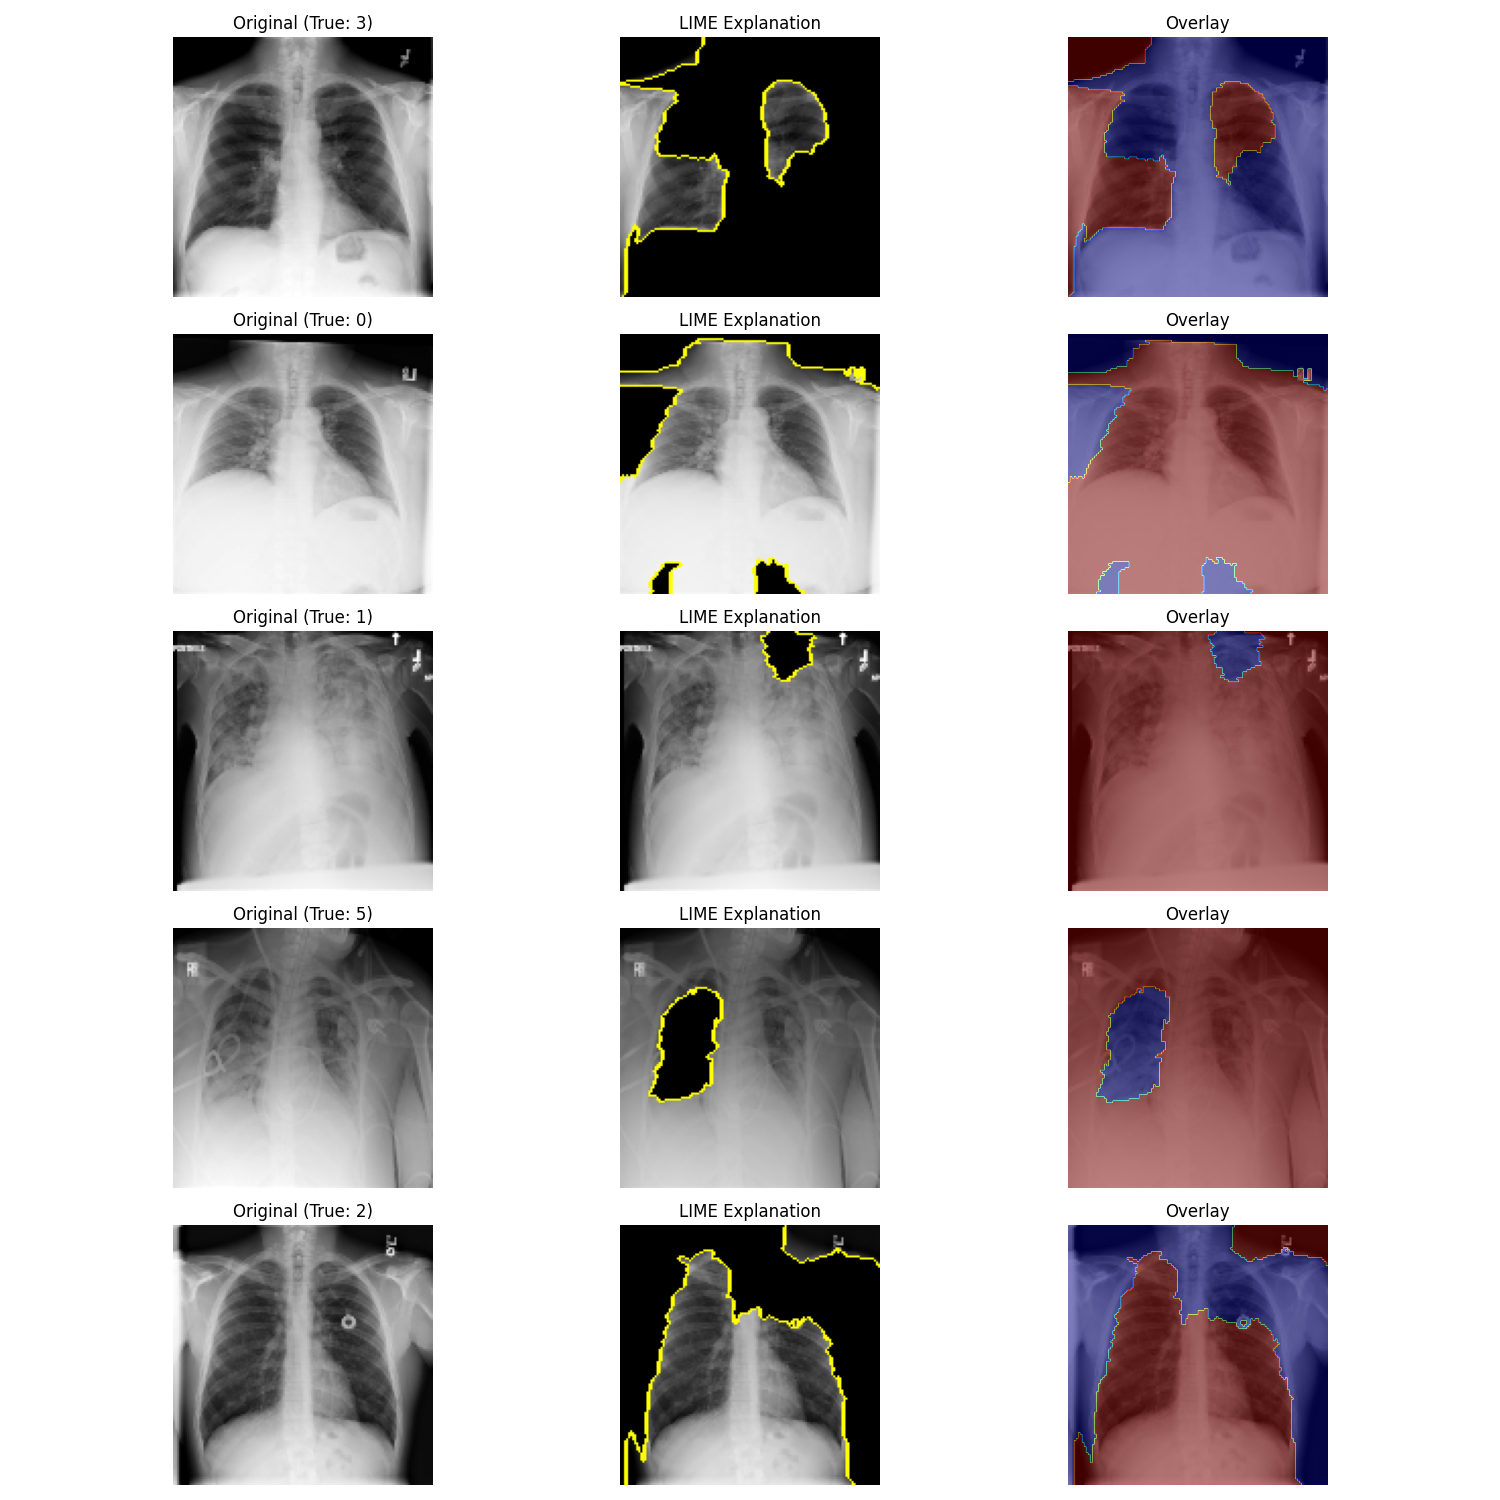 Original (True: 3) LIME Explanation Overlay
Original (True: 0) LIME Explanation Overlay
Original (True: 1) LIME Explanation Overlay
Original (True: 5) LIME Explanation Overlay
Original (True: 2) LIME Explanation Overlay